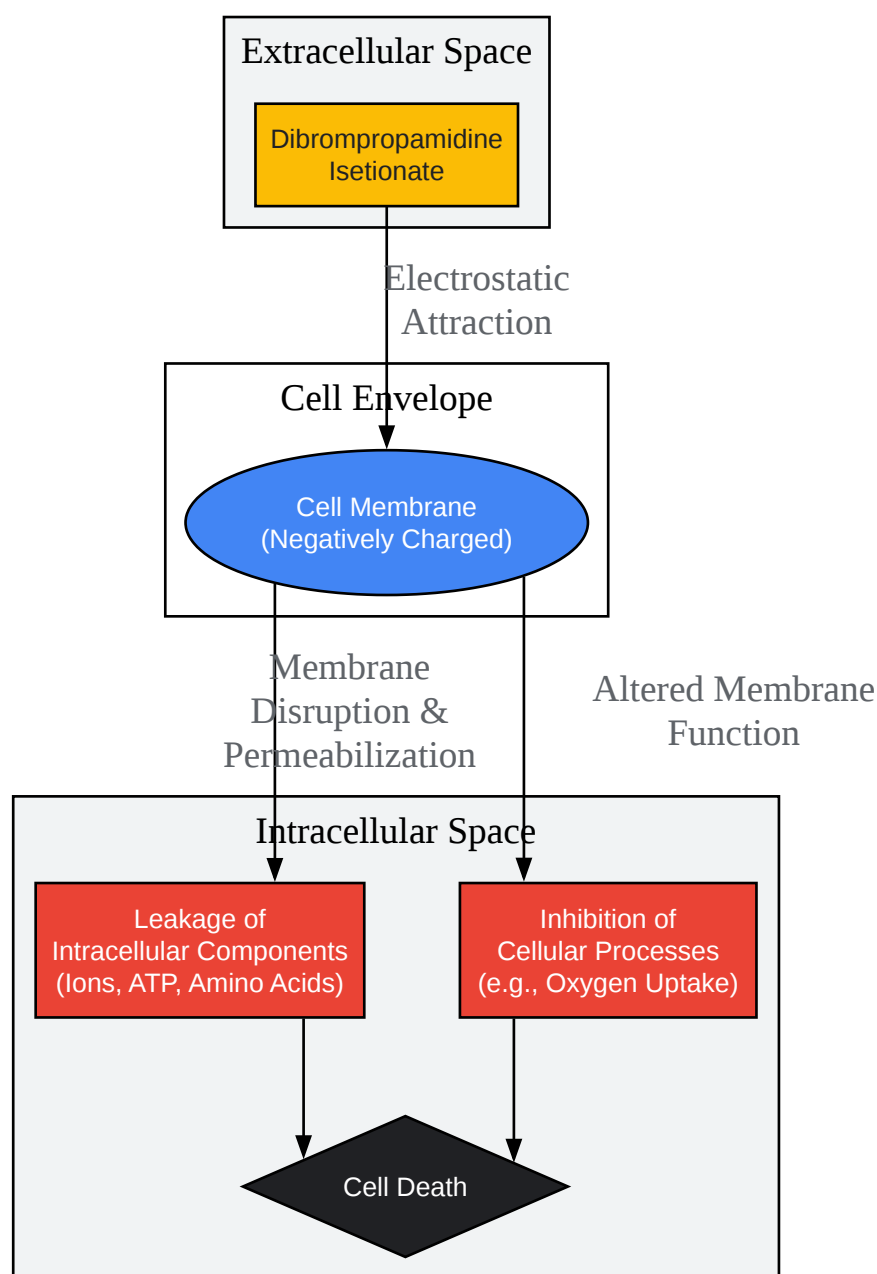 Extracellular Space
Dibrompropamidine
Isetionate
Electrostatic
Attraction
Cell Envelope
Cell Membrane
(Negatively Charged)
Membrane
Disruption &
Permeabilization
Altered Membrane
Function
Intracellular Space
Leakage of
Intracellular Components
(Ions, ATP, Amino Acids)
Inhibition of
Cellular Processes
(e.g., Oxygen Uptake)
Cell Death